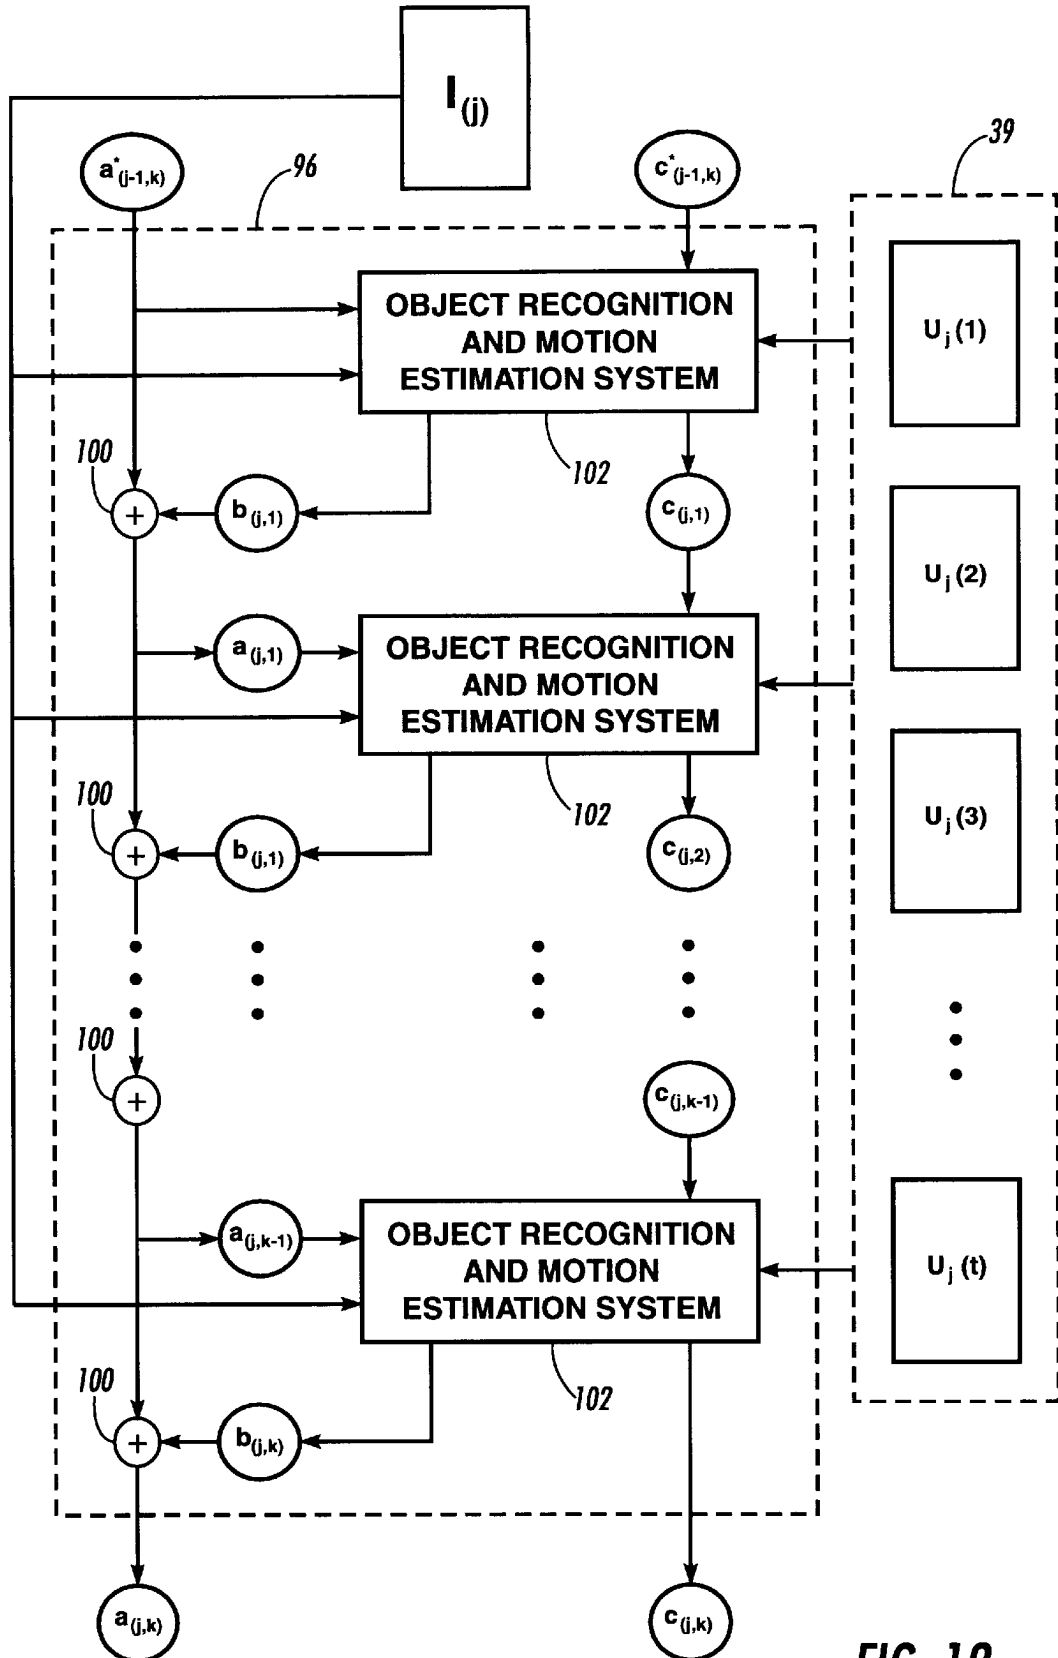 I(j)
39
a*(j-1,k)
96
c*(j-1,k)
OBJECT RECOGNITION
AND MOTION
ESTIMATION SYSTEM
Uj(1)
100
102
b(j,1)
c(j,1)
Uj(2)
a(j,1)
OBJECT RECOGNITION
AND MOTION
ESTIMATION SYSTEM
100
102
Uj(3)
b(j,1)
c(j,2)
100
c(j,k-1)
a(j,k-1)
OBJECT RECOGNITION
AND MOTION
ESTIMATION SYSTEM
Uj(t)
100
102
b(j,k)
a(j,k)
c(j,k)